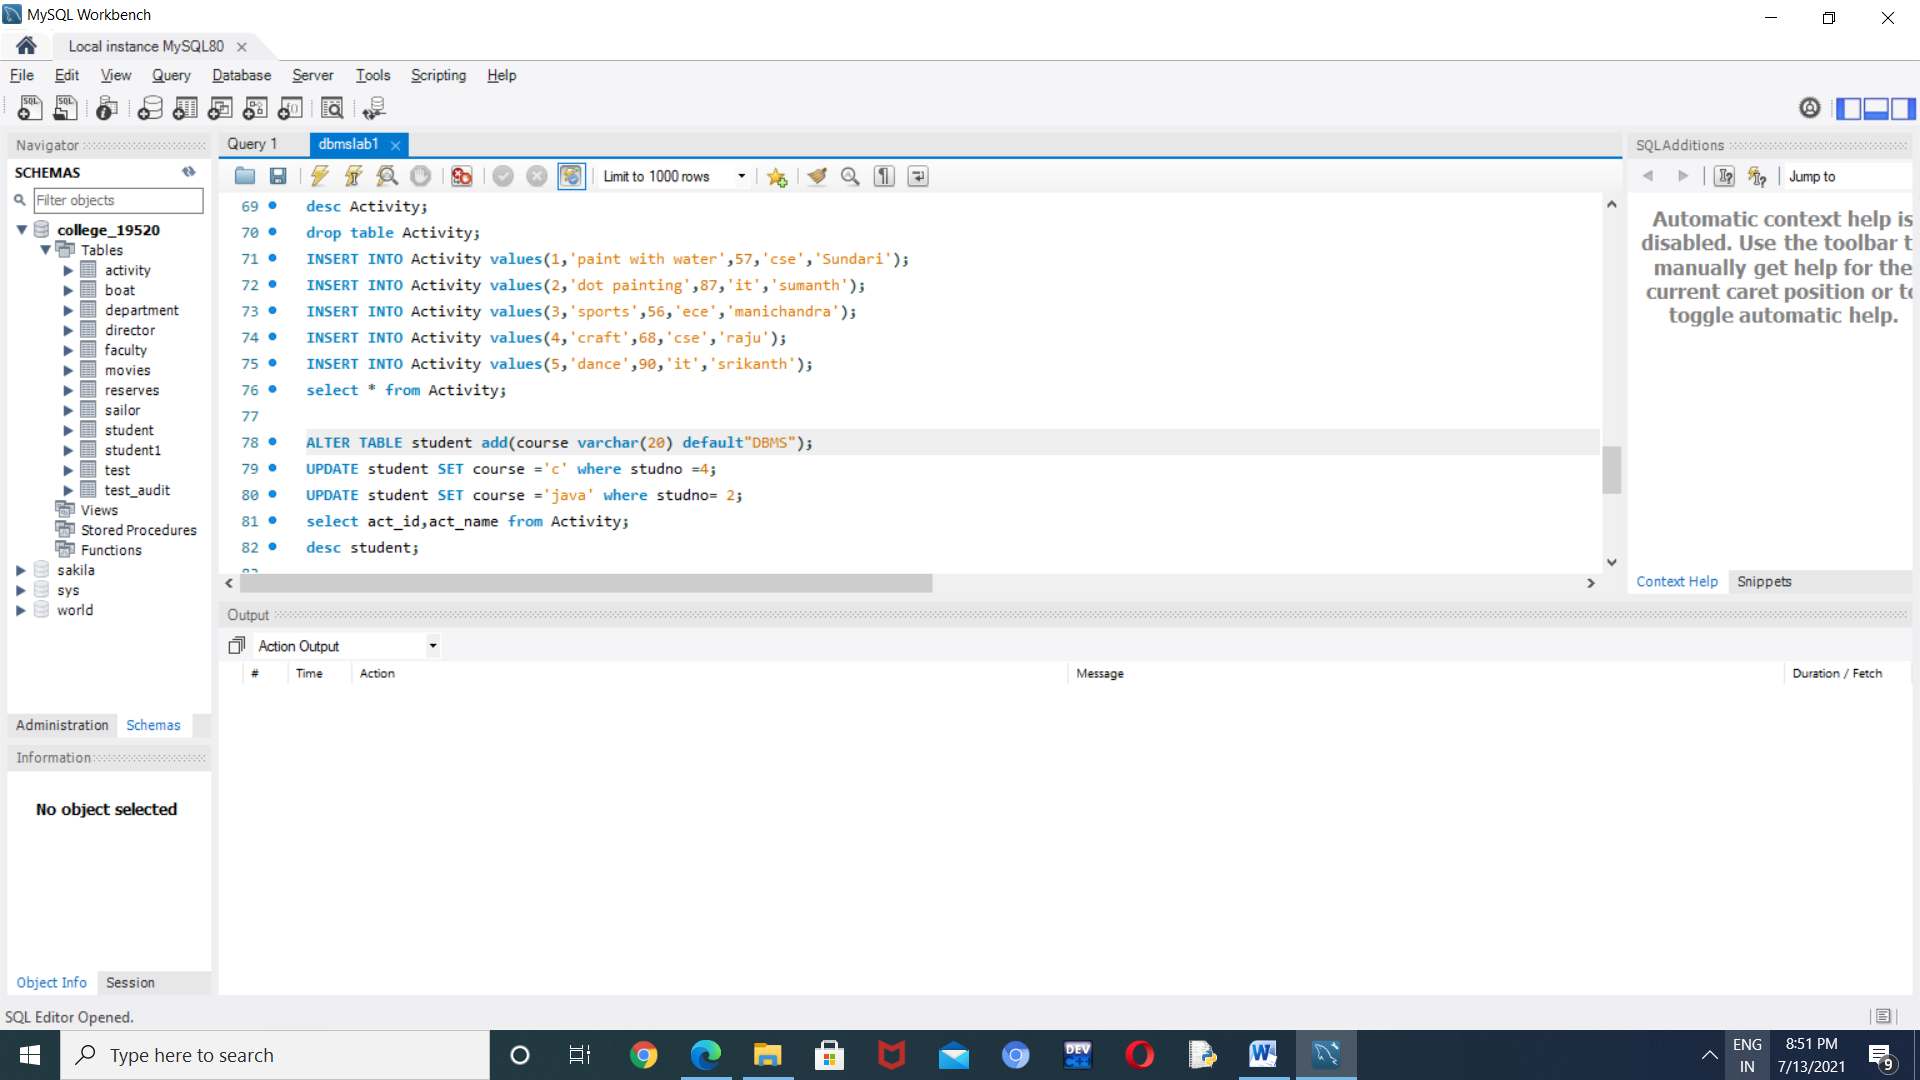 MySQL Workbench
Local instance MySQL80
File Edit View Query Database Server Tools Scripting Help
Navigator
SCHEMAS
Filter objects
college_19520
Tables
activity
boat
department
director
faculty
movies
reserves
sailor
student
student1
test
test_audit
Views
Stored Procedures
Functions
sakila
sys
world
Administration Schemas
Information
No object selected
Object Info Session
Query 1 dbmslab1
Limit to 1000 rows
69 desc Activity;
70 drop table Activity;
71 INSERT INTO Activity values(1,'paint with water',57,'cse','Sundari');
72 INSERT INTO Activity values(2,'dot painting',87,'it','sumanth');
73 INSERT INTO Activity values(3,'sports',56,'ece','manichandra');
74 INSERT INTO Activity values(4,'craft',68,'cse','raju');
75 INSERT INTO Activity values(5,'dance',90,'it','srikanth');
76 select * from Activity;
77
78 ALTER TABLE student add(course varchar(20) default"DBMS");
79 UPDATE student SET course ='c' where studno =4;
80 UPDATE student SET course ='java' where studno= 2;
81 select act_id,act_name from Activity;
82 desc student;
SQLAdditions
Jump to
Automatic context help is
disabled. Use the toolbar t
manually get help for the
current caret position or to
toggle automatic help.
Context Help Snippets
Output
Action Output
# Time Action Message Duration / Fetch
SQL Editor Opened.
Type here to search
DEV C++
ENG
IN
8:51 PM
7/13/2021
9